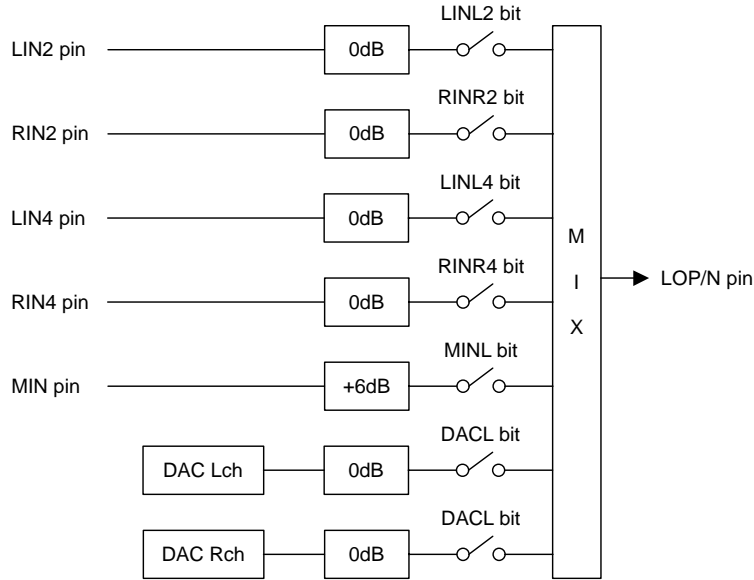 LINL2 bit
LIN2 pin
0dB
RINR2 bit
RIN2 pin
0dB
LINL4 bit
LIN4 pin
0dB
M
I
X
RINR4 bit
RIN4 pin
0dB
LOP/N pin
MINL bit
MIN pin
+6dB
DACL bit
DAC Lch
0dB
DACL bit
DAC Rch
0dB